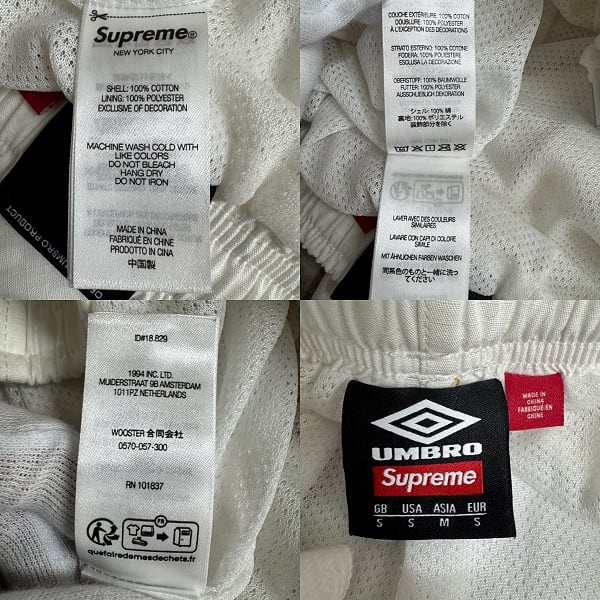 Supreme®
NEW YORK CITY
SHELL: 100% COTTON
LINING: 100% POLYESTER
EXCLUSIVE OF DECORATION
MACHINE WASH COLD WITH
LIKE COLORS
DO NOT BLEACH
HANG DRY
DO NOT IRON
MADE IN CHINA
FABRIQUÉ EN CHINE
PRODOTTO IN CINA
中国製
UMBRO PRODUCT
COUCHE EXTÉRIEURE: 100% COTON
DOUBLURE: 100% POLYESTER
À L'EXCEPTION DES DÉCORATIONS
STRATO ESTERNO: 100% COTONE
FODERA: 100% POLIESTERE
ESCLUSA LA DECORAZIONE
OBERSTOFF: 100% BAUMWOLLE
FUTTER: 100% POLYESTER
AUSSCHLIEBLICH DEKORATION
シェル: 100% 綿
裏地: 100% ポリエステル
装飾部分を除く
LAVER AVEC DES COULEURS
SIMILAIRES
LAVARE CON CAPI DI COLORE
SIMILE
MIT ÄHNLICHEN FARBEN WASCHEN
同系色のものと一緒に洗っ
てください
ID#18.829
1994 INC. LTD.
MUIDERSTRAAT 9B AMSTERDAM
1011PZ NETHERLANDS
WOOSTER 合同会社
0570-057-300
RN 101837
FR
quefairedemesdechets.fr
UMBRO
Supreme
GB USA ASIA EUR
S S M S
MADE IN
CHINA
FABRIQUÉ EN
CHINE